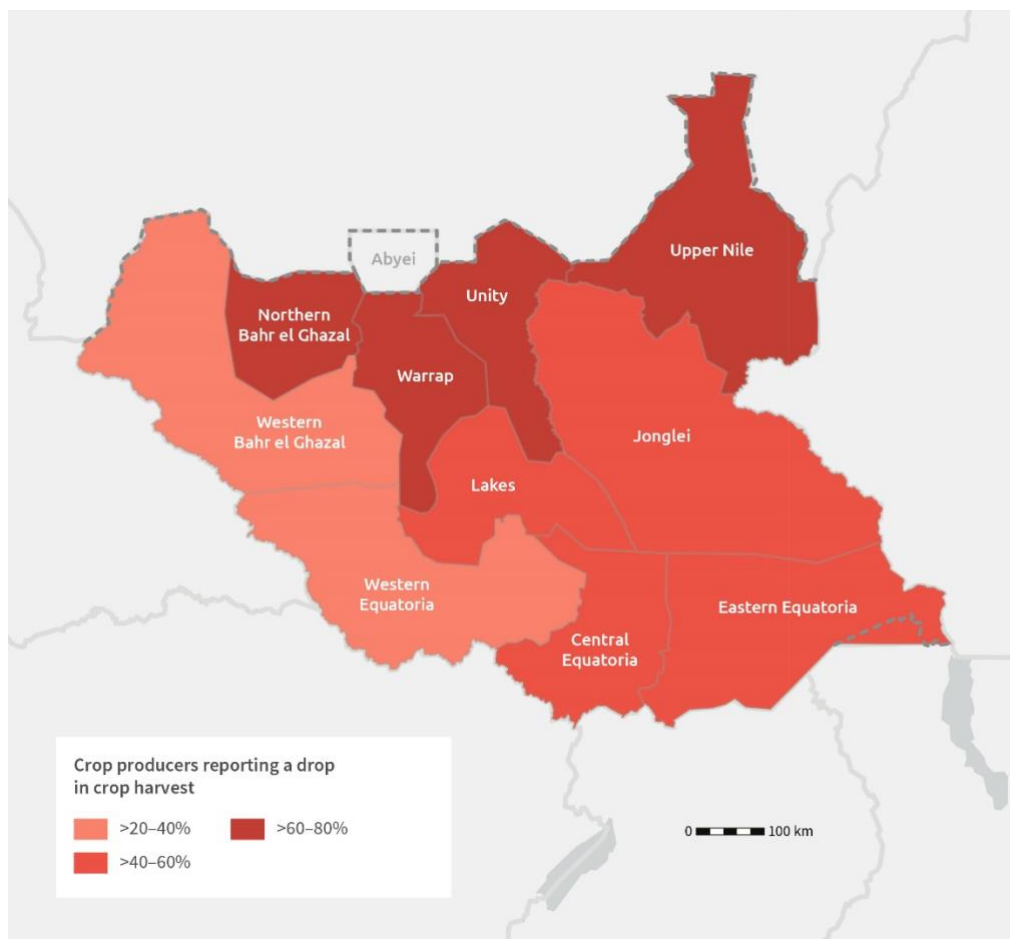 Upper Nile
Abyei
Unity
Northern
Bahr el Ghazal
Warrap
Western
Bahr el Ghazal
Jonglei
Lakes
Western
Equatoria
Eastern Equatoria
Central
Equatoria
Crop producers reporting a drop
in crop harvest
>20–40%
>60–80%
>40–60%
0 100 km